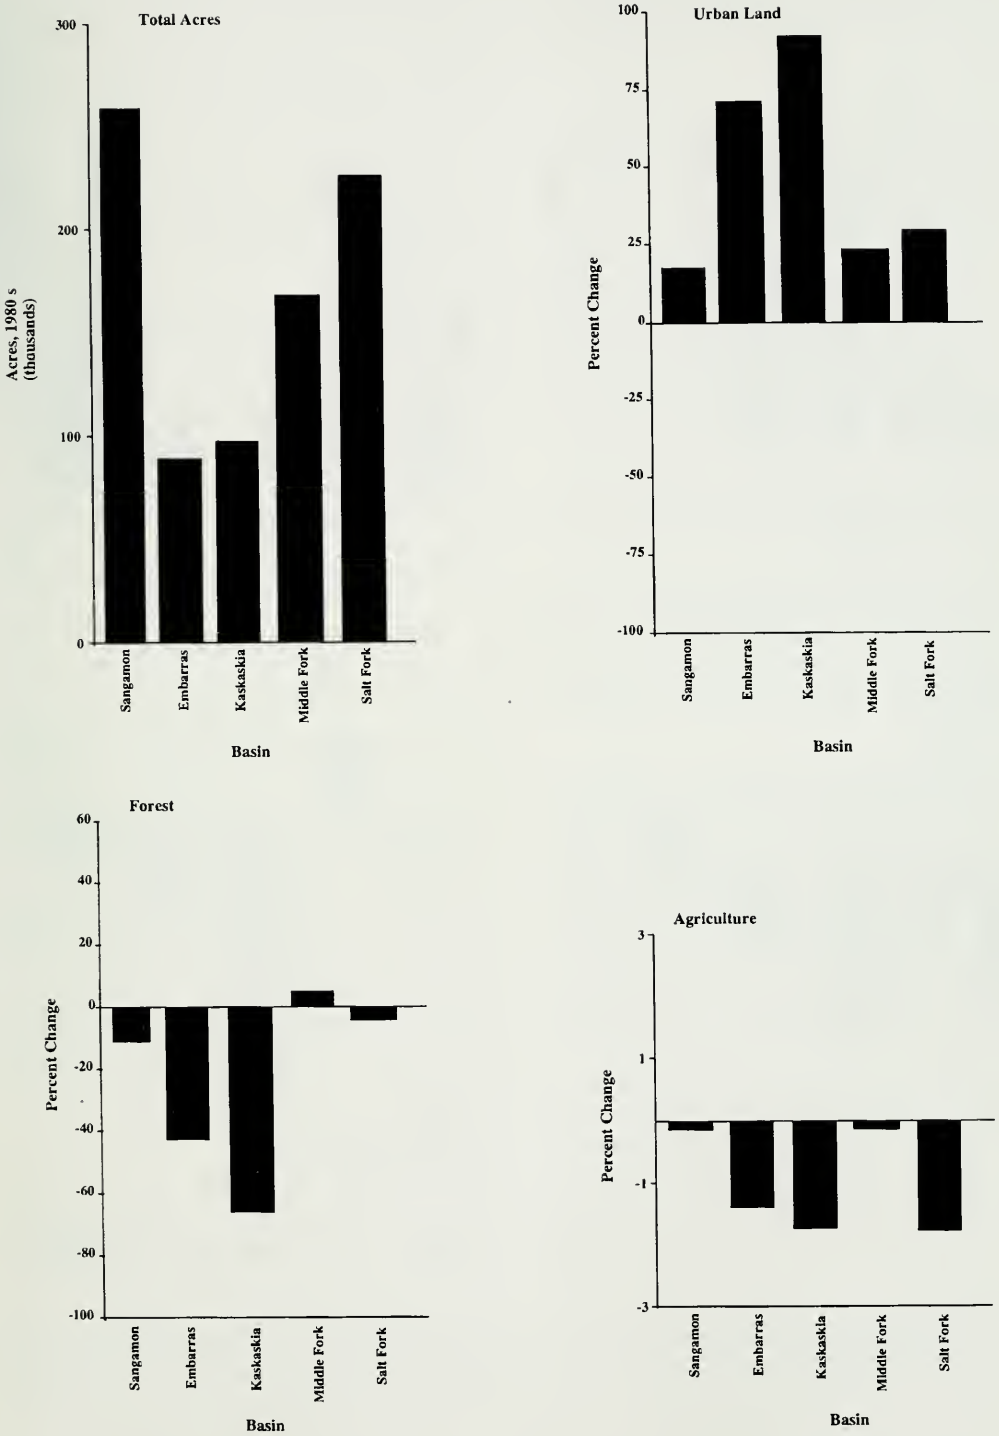 Total Acres
300
200
100
0
Acres, 1980 s
(thousands)
Sangamon
Embarras
Kaskaskia
Middle Fork
Salt Fork
Basin
Urban Land
100
75
50
25
0
-25
-50
-75
-100
Percent Change
Sangamon
Embarras
Kaskaskia
Middle Fork
Salt Fork
Basin
Forest
60
40
20
0
-20
-40
-60
-80
-100
Percent Change
Sangamon
Embarras
Kaskaskia
Middle Fork
Salt Fork
Basin
Agriculture
3
1
-1
-3
Percent Change
Sangamon
Embarras
Kaskaskia
Middle Fork
Salt Fork
Basin